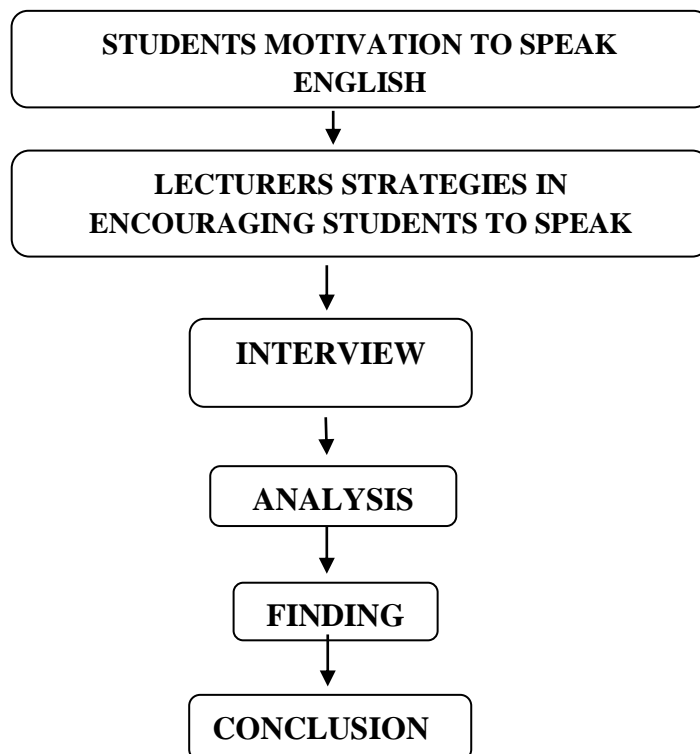 STUDENTS MOTIVATION TO SPEAK
ENGLISH
LECTURERS STRATEGIES IN
ENCOURAGING STUDENTS TO SPEAK
INTERVIEW
ANALYSIS
FINDING
CONCLUSION